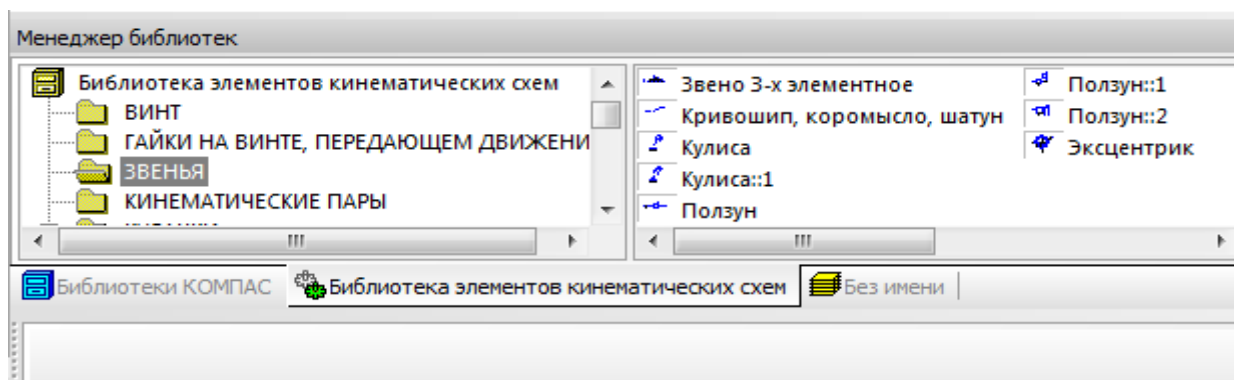 Менеджер библиотек
Библиотека элементов кинематических схем
ВИНТ
ГАЙКИ НА ВИНТЕ, ПЕРЕДАЮЩЕМ ДВИЖЕНИ
ЗВЕНЬЯ
КИНЕМАТИЧЕСКИЕ ПАРЫ
Звено 3-х элементное
Кривошип, коромысло, шатун
Кулиса
Кулиса::1
Ползун
Ползун::1
Ползун::2
Эксцентрик
Библиотеки КОМПАС
Библиотека элементов кинематических схем
Без имени